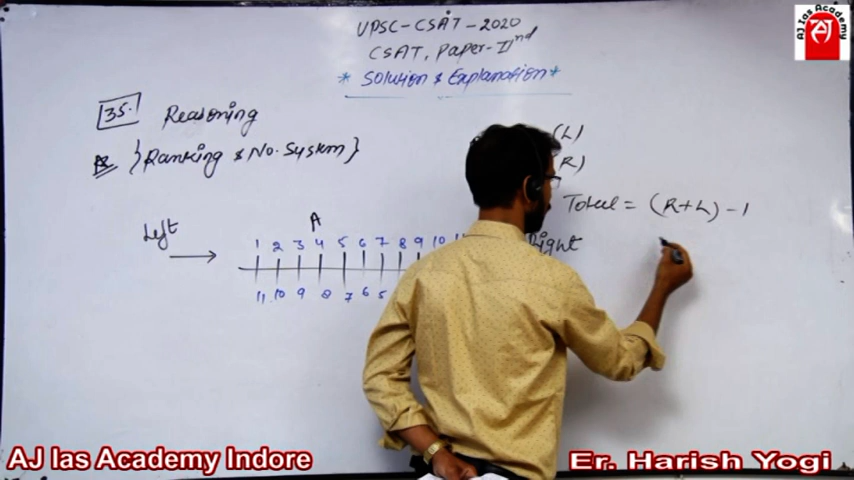 UPSC-CSAT-2020
CSAT, Paper-IInd
* Solution & Explanation *
35. Reasoning
{Ranking & No. System}
(L)
R)
Total = (R+L) - 1
Left
A
Right
1 2 3 4 5 6 7 8 9 10
11 10 9 8 7 6 5
AJ Ias Academy
AJ
AJ Ias Academy Indore
Er. Harish Yogi